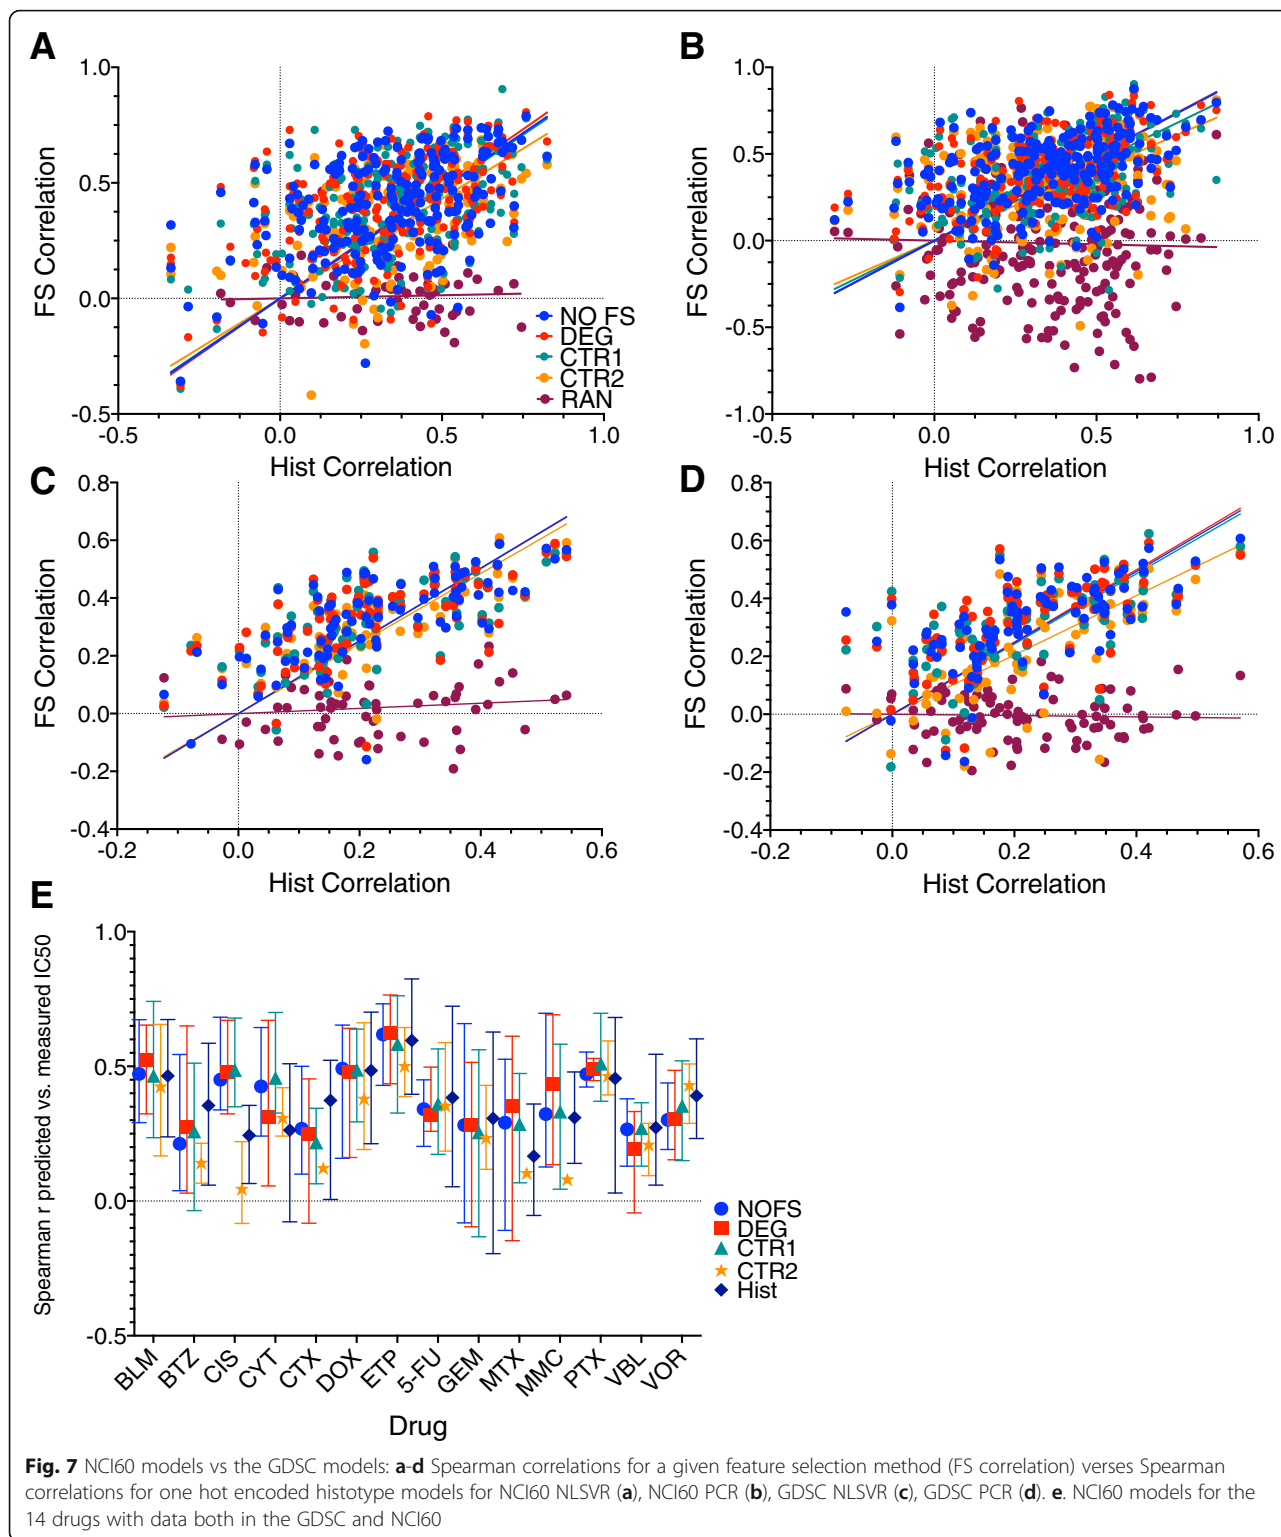 A
1.0
0.5
0.0
-0.5
FS Correlation
-0.5
0.0
0.5
1.0
Hist Correlation
NO FS
DEG
CTR1
CTR2
RAN
B
1.0
0.5
0.0
-0.5
-1.0
FS Correlation
-0.5
0.0
0.5
1.0
Hist Correlation
C
0.8
0.6
0.4
0.2
0.0
-0.2
-0.4
FS Correlation
-0.2
0.0
0.2
0.4
0.6
Hist Correlation
D
0.8
0.6
0.4
0.2
0.0
-0.2
-0.4
FS Correlation
-0.2
0.0
0.2
0.4
0.6
Hist Correlation
E
1.0
0.5
0.0
-0.5
Spearman r predicted vs. measured IC50
BLM
BTZ
CIS
CYT
CTX
DOX
ETP
5-FU
GEM
MTX
MMC
PTX
VBL
VOR
Drug
NOFS
DEG
CTR1
CTR2
Hist
Fig. 7 NCI60 models vs the GDSC models: a-d Spearman correlations for a given feature selection method (FS correlation) verses Spearman
correlations for one hot encoded histotype models for NCI60 NLSVR (a), NCI60 PCR (b), GDSC NLSVR (c), GDSC PCR (d). e. NCI60 models for the
14 drugs with data both in the GDSC and NCI60